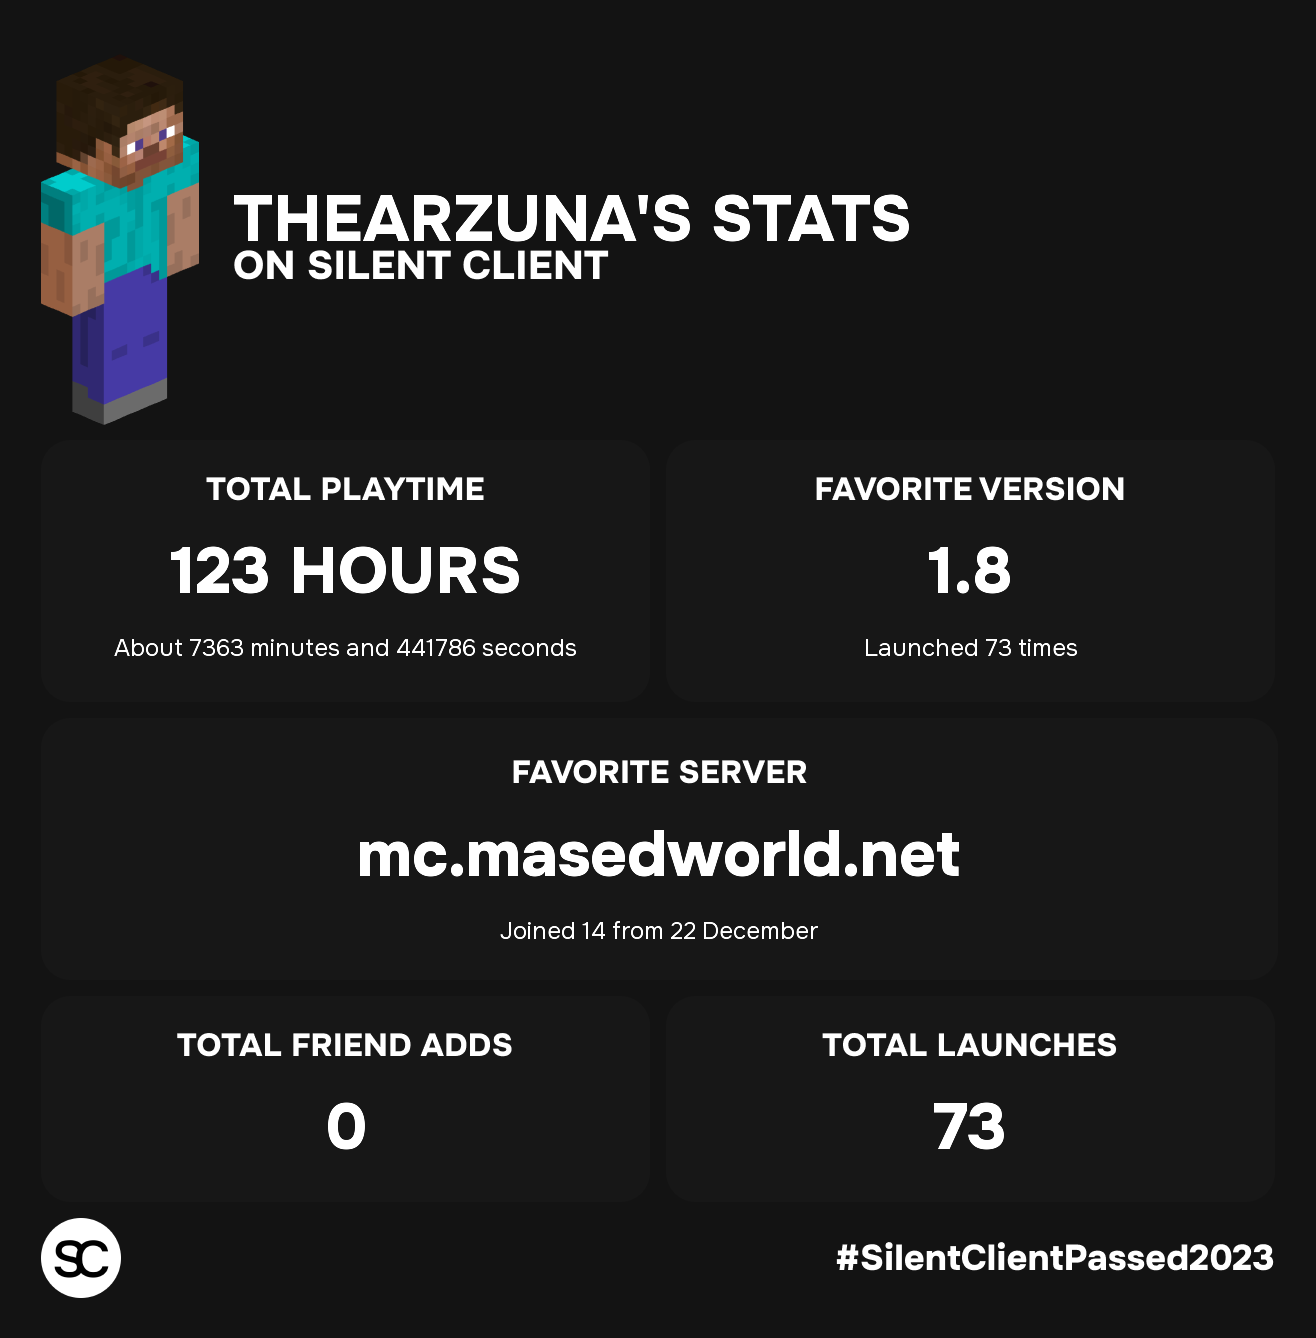 THEARZUNA'S STATS
ON SILENT CLIENT
TOTAL PLAYTIME
123 HOURS
About 7363 minutes and 441786 seconds
FAVORITE VERSION
1.8
Launched 73 times
FAVORITE SERVER
mc.masedworld.net
Joined 14 from 22 December
TOTAL FRIEND ADDS
0
TOTAL LAUNCHES
73
SC
#SilentClientPassed2023